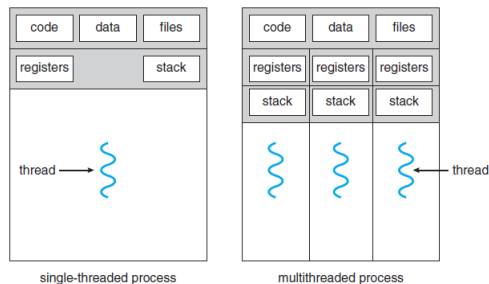 code data files
registers stack
thread
single-threaded process
code data files
registers registers registers
stack stack stack
thread
multithreaded process